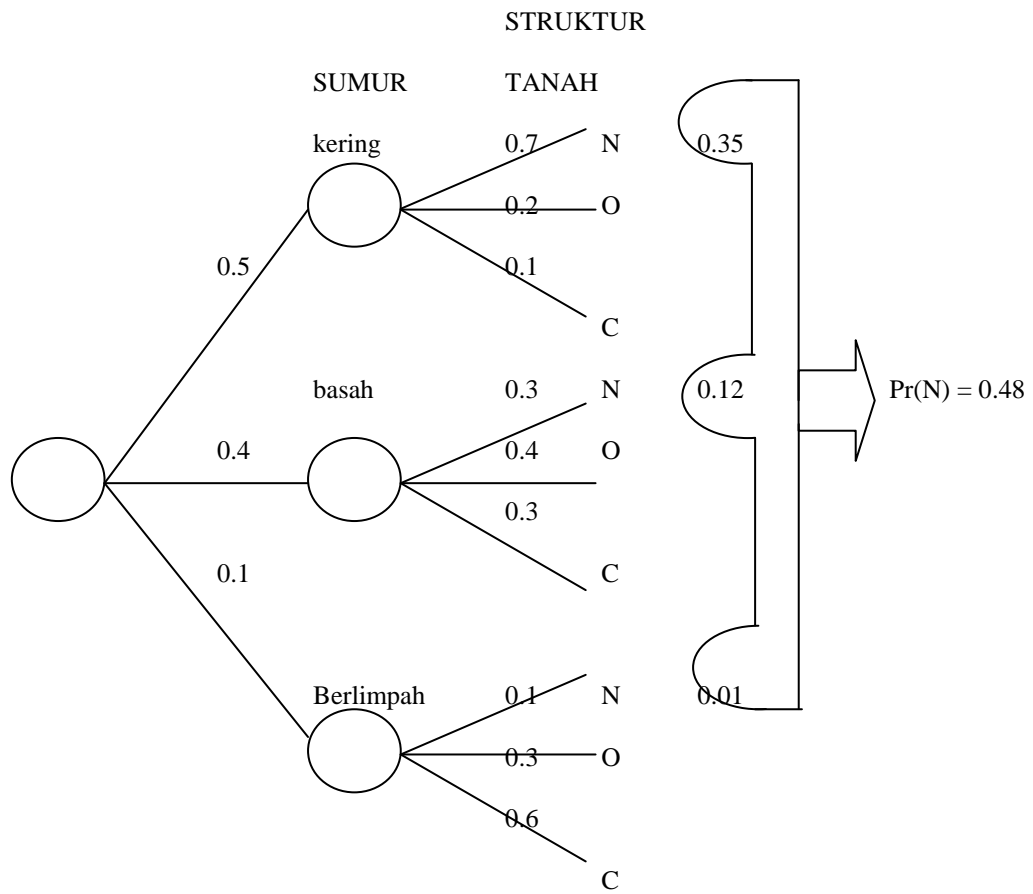 STRUKTUR
SUMUR TANAH
kering 0.7 N 0.35
0.2 O
0.5 0.1
C
basah 0.3 N 0.12 Pr(N) = 0.48
0.4 0.4 O
0.3
0.1 C
Berlimpah 0.1 N 0.01
0.3 O
0.6
C